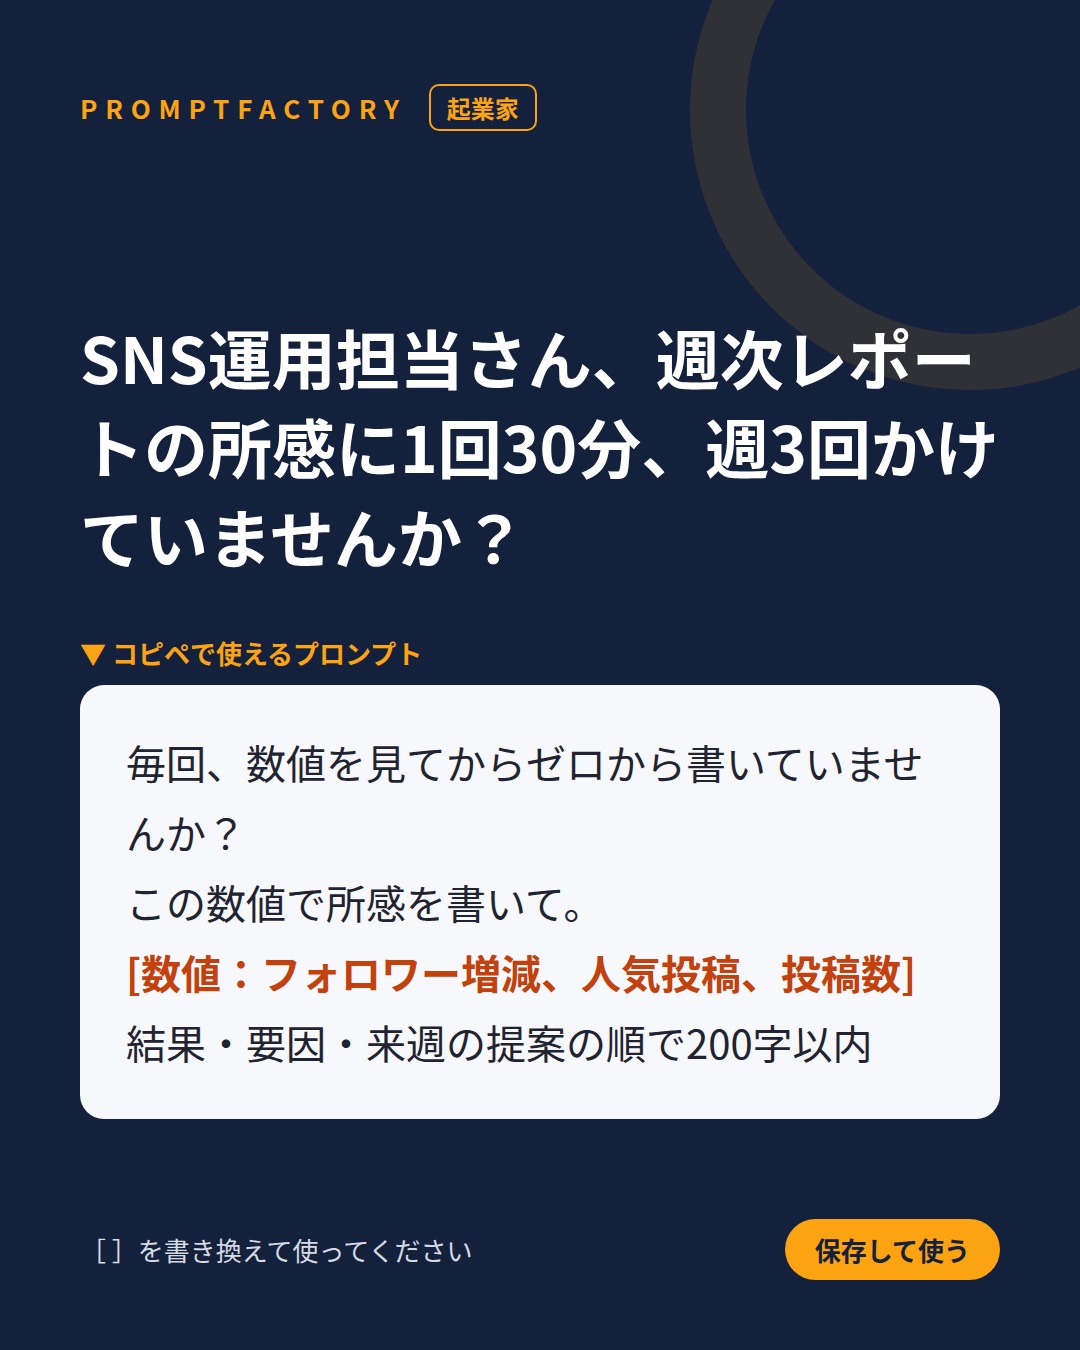 PROMPTFACTORY 起業家
SNS運用担当さん、週次レポー
トの所感に1回30分、週3回かけ
ていませんか？
▼ コピペで使えるプロンプト
毎回、数値を見てからゼロから書いていませ
んか？
この数値で所感を書いて。
[数値：フォロワー増減、人気投稿、投稿数]
結果・要因・来週の提案の順で200字以内
［ ］を書き換えて使ってください
保存して使う